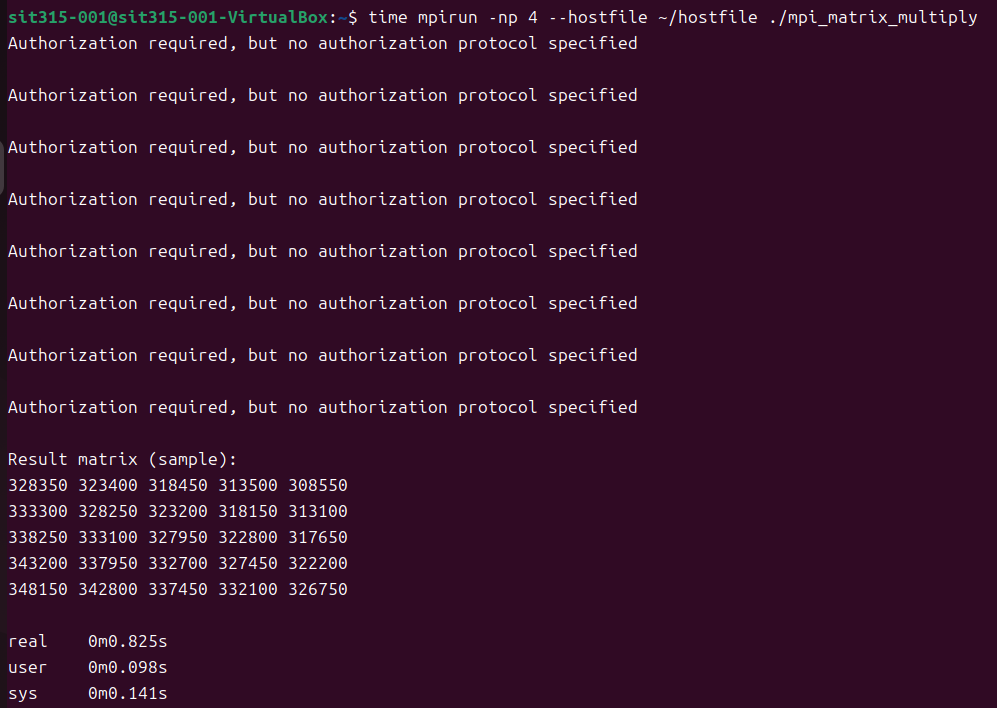 sit315-001@sit315-001-VirtualBox:~$ time mpirun -np 4 --hostfile ~/hostfile ./mpi_matrix_multiply
Authorization required, but no authorization protocol specified
Authorization required, but no authorization protocol specified
Authorization required, but no authorization protocol specified
Authorization required, but no authorization protocol specified
Authorization required, but no authorization protocol specified
Authorization required, but no authorization protocol specified
Authorization required, but no authorization protocol specified
Authorization required, but no authorization protocol specified
Result matrix (sample):
328350 323400 318450 313500 308550
333300 328250 323200 318150 313100
338250 333100 327950 322800 317650
343200 337950 332700 327450 322200
348150 342800 337450 332100 326750
real 0m0.825s
user 0m0.098s
sys 0m0.141s